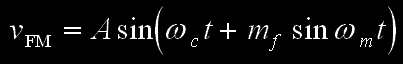 v_FM = A sin(ω_c t + m_f sin ω_m t)